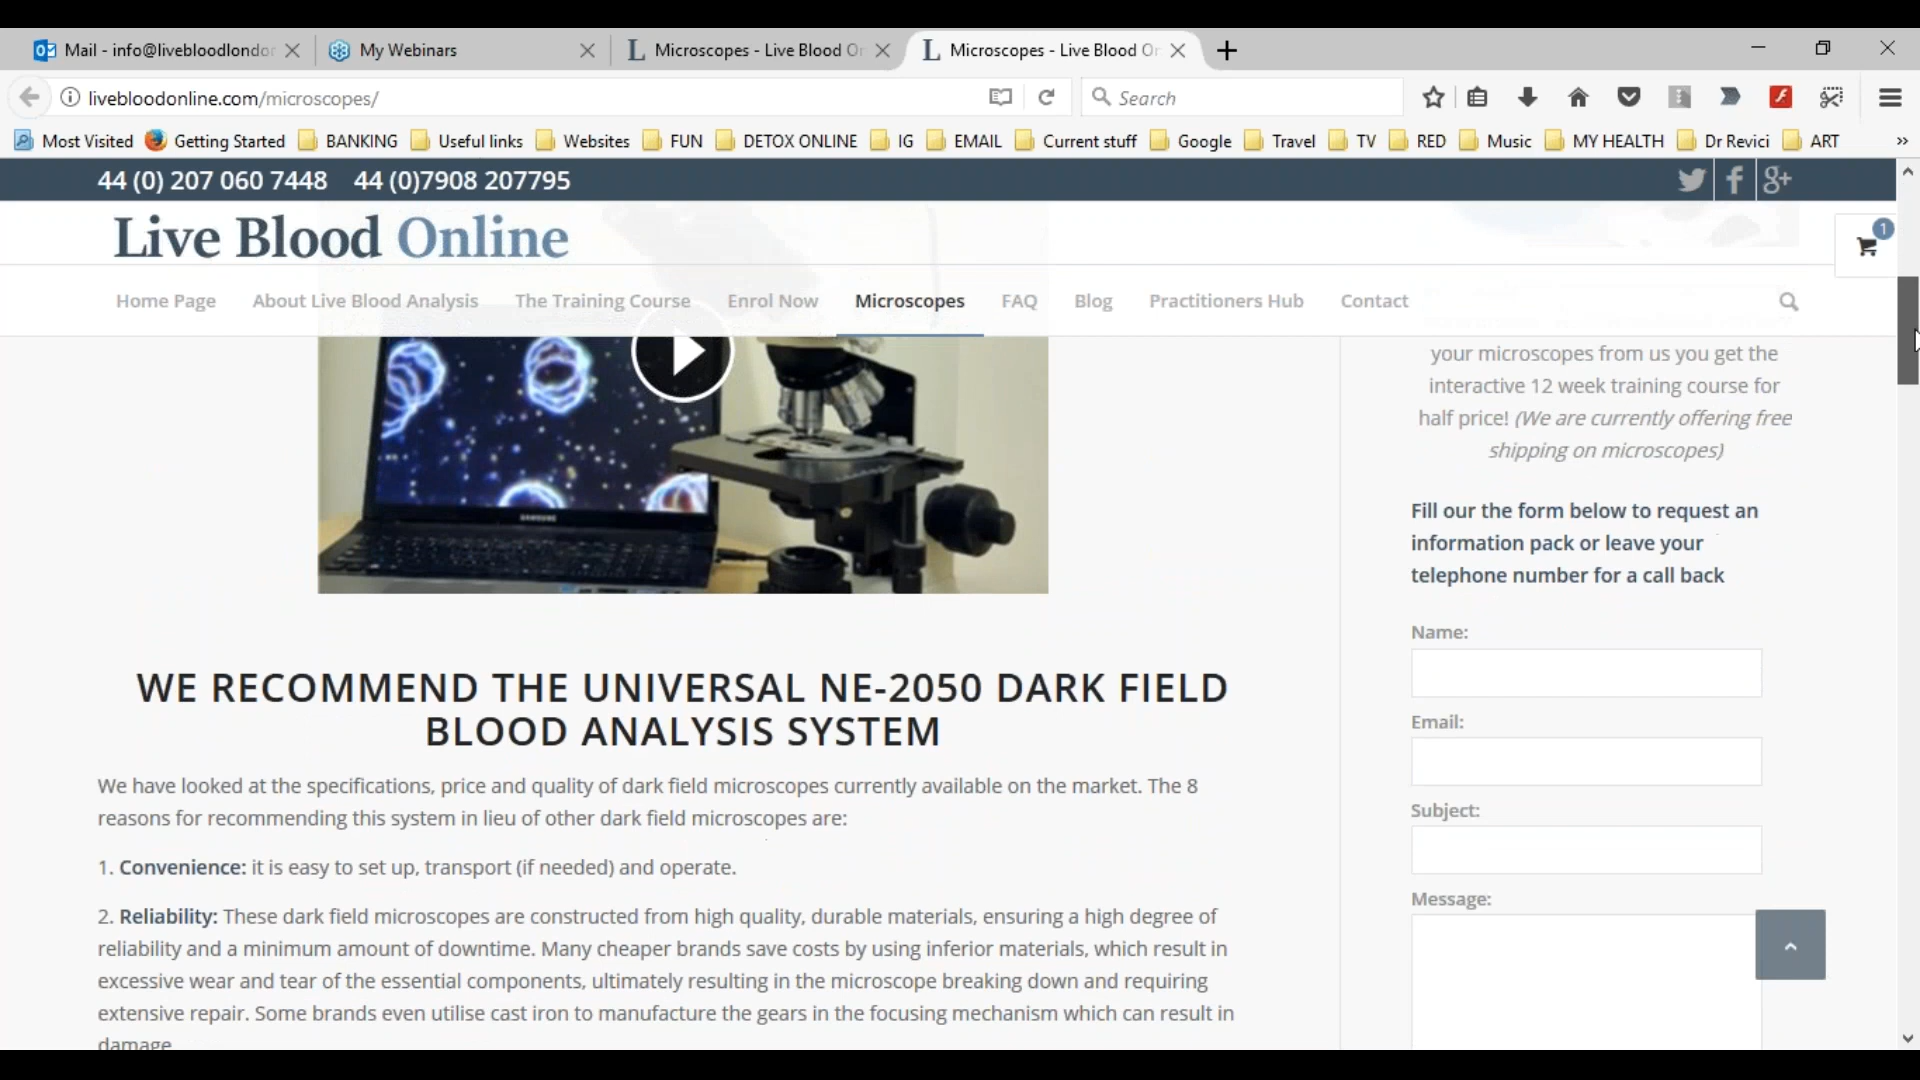 Mail - info@livebloodlondon
My Webinars
Microscopes - Live Blood On
Microscopes - Live Blood On
livebloodonline.com/microscopes/
Search
Most Visited
Getting Started
BANKING
Useful links
Websites
FUN
DETOX ONLINE
IG
EMAIL
Current stuff
Google
Travel
TV
RED
Music
MY HEALTH
Dr Revici
ART
44 (0) 207 060 7448 44 (0)7908 207795
Live Blood Online
1
Home Page
About Live Blood Analysis
The Training Course
Enrol Now
Microscopes
FAQ
Blog
Practitioners Hub
Contact
SAMSUNG
WE RECOMMEND THE UNIVERSAL NE-2050 DARK FIELD
BLOOD ANALYSIS SYSTEM
We have looked at the specifications, price and quality of dark field microscopes currently available on the market. The 8
reasons for recommending this system in lieu of other dark field microscopes are:
1. Convenience: it is easy to set up, transport (if needed) and operate.
2. Reliability: These dark field microscopes are constructed from high quality, durable materials, ensuring a high degree of
reliability and a minimum amount of downtime. Many cheaper brands save costs by using inferior materials, which result in
excessive wear and tear of the essential components, ultimately resulting in the microscope breaking down and requiring
extensive repair. Some brands even utilise cast iron to manufacture the gears in the focusing mechanism which can result in
damage.
your microscopes from us you get the
interactive 12 week training course for
half price! (We are currently offering free
shipping on microscopes)
Fill our the form below to request an
information pack or leave your
telephone number for a call back
Name:
Email:
Subject:
Message: